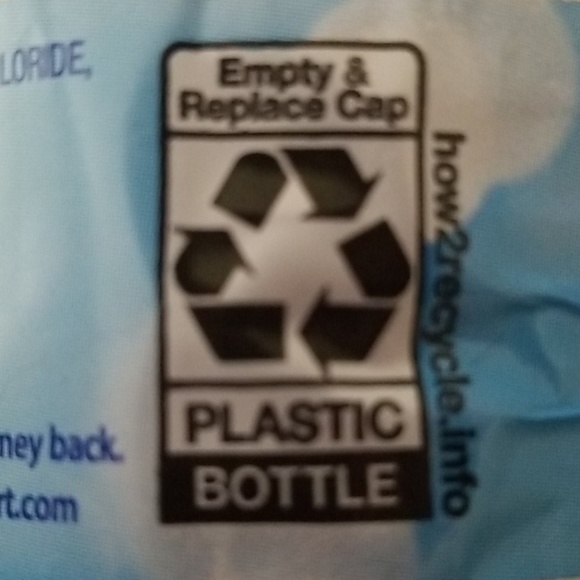 LORIDE,
Empty &
Replace Cap
how2recycle.info
PLASTIC
BOTTLE
ney back.
rt.com